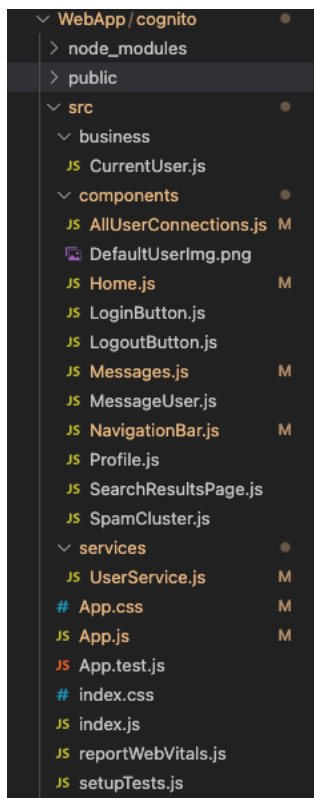 WebApp/cognito
node_modules
public
src
business
JS CurrentUser.js
components
JS AllUserConnections.js M
DefaultUserImg.png
JS Home.js M
JS LoginButton.js
JS LogoutButton.js
JS Messages.js M
JS MessageUser.js
JS NavigationBar.js M
JS Profile.js
JS SearchResultsPage.js
JS SpamCluster.js
services
JS UserService.js M
# App.css M
JS App.js M
JS App.test.js
# index.css
JS index.js
JS reportWebVitals.js
JS setupTests.js